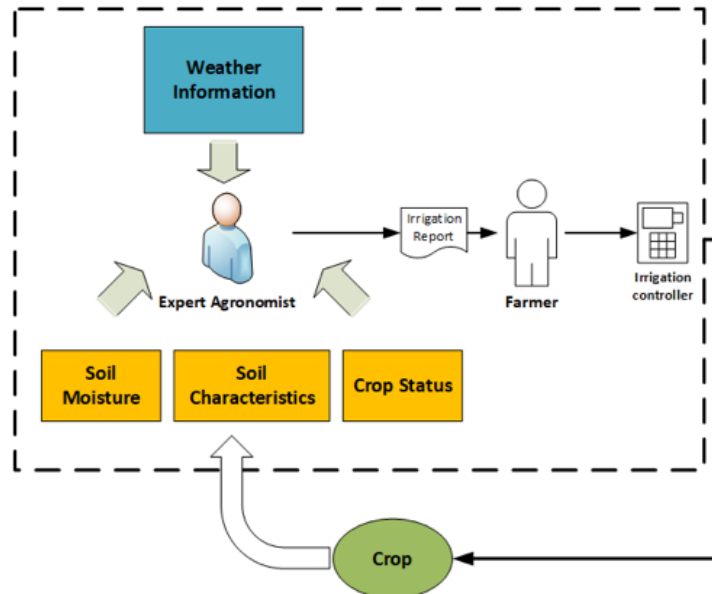 Weather
Information
Irrigation
Report
Expert Agronomist
Farmer
Irrigation
controller
Soil
Moisture
Soil
Characteristics
Crop Status
Crop